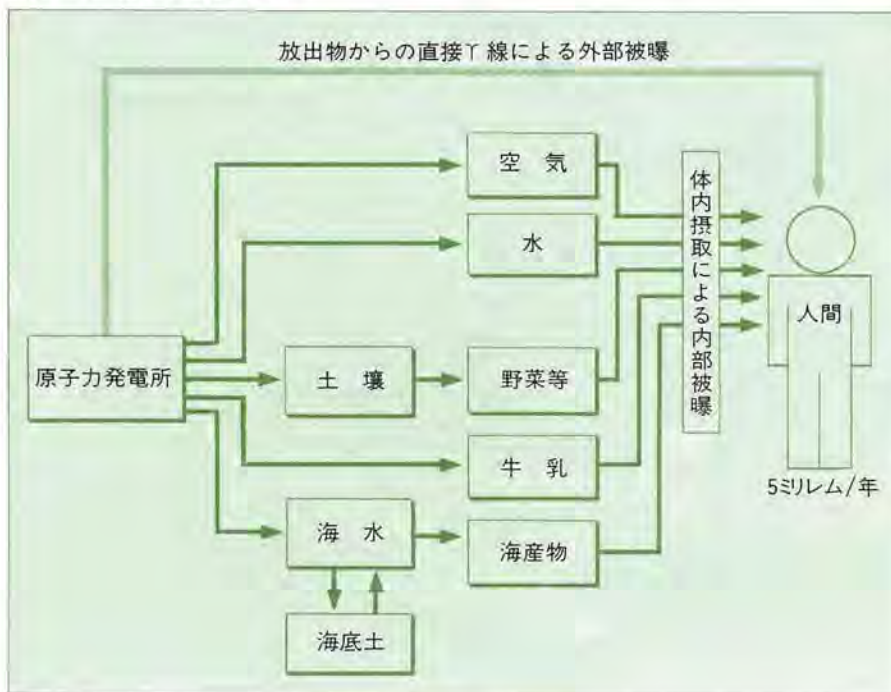 放出物からの直接γ線による外部被曝
空 気
水
原子力発電所
土 壌
野菜等
牛 乳
海 水
海産物
海底土
体内摂取による内部被曝
人間
5ミリレム/年